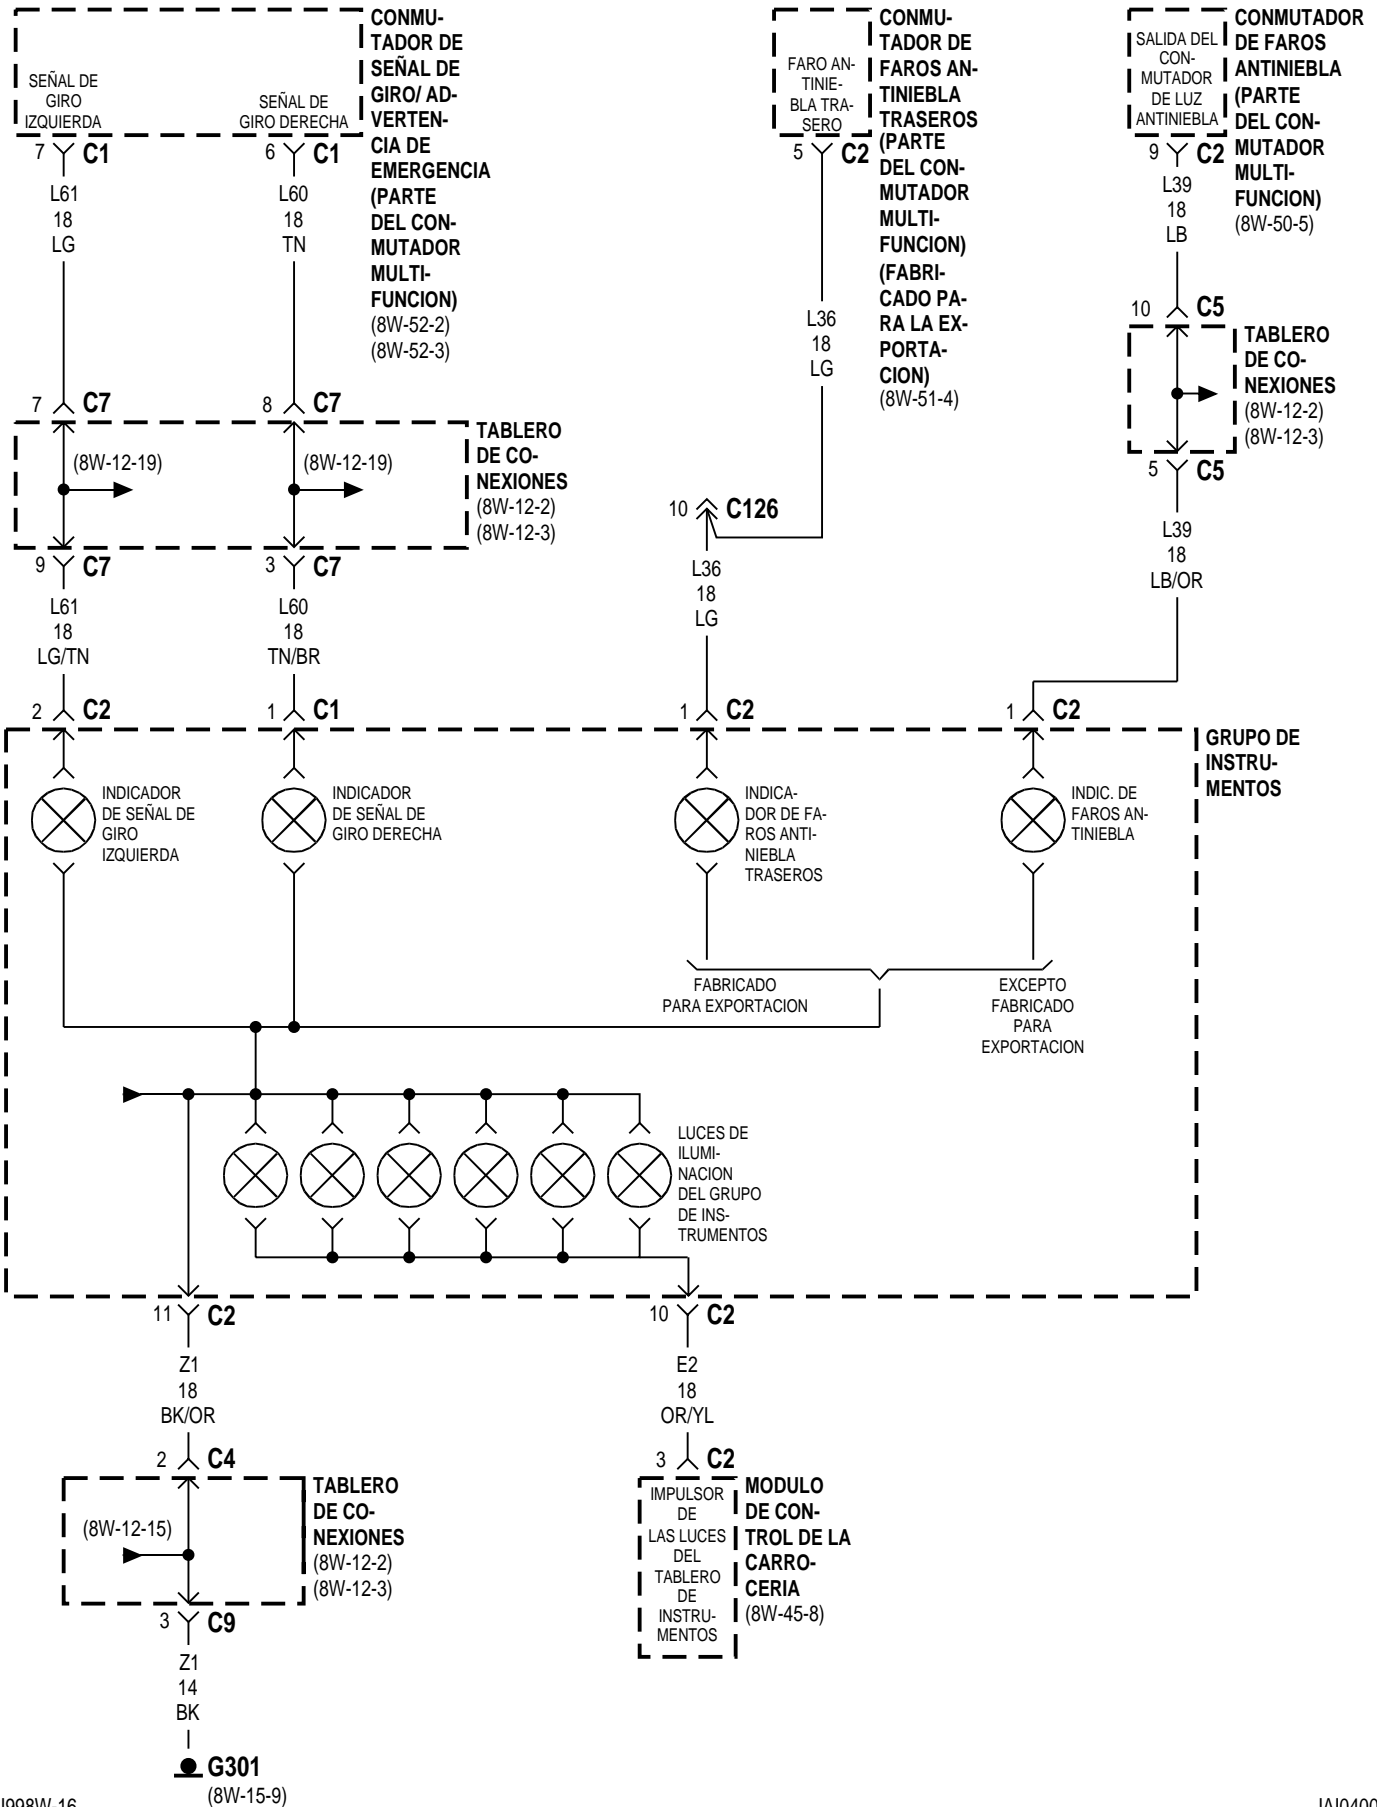 SEÑAL DE
GIRO
IZQUIERDA
SEÑAL DE
GIRO DERECHA
CONMU-
TADOR DE
SEÑAL DE
GIRO/ AD-
VERTEN-
CIA DE
EMERGENCIA
(PARTE
DEL CON-
MUTADOR
MULTI-
FUNCION)
(8W-52-2)
(8W-52-3)
FARO AN-
TINIE-
BLA TRA-
SERO
CONMU-
TADOR DE
FAROS AN-
TINIEBLA
TRASEROS
(PARTE
DEL CON-
MUTADOR
MULTI-
FUNCION)
(FABRI-
CADO PA-
RA LA EX-
PORTA-
CION)
(8W-51-4)
SALIDA DEL
CON-
MUTADOR
DE LUZ
ANTINIEBLA
CONMUTADOR
DE FAROS
ANTINIEBLA
(PARTE
DEL CON-
MUTADOR
MULTI-
FUNCION)
(8W-50-5)
7 C1
6 C1
5 C2
9 C2
L61
18
LG
L60
18
TN
L36
18
LG
L39
18
LB
10 C5
TABLERO
DE CO-
NEXIONES
(8W-12-2)
(8W-12-3)
5 C5
7 C7
8 C7
(8W-12-19)
(8W-12-19)
TABLERO
DE CO-
NEXIONES
(8W-12-2)
(8W-12-3)
9 C7
3 C7
10 C126
L61
18
LG/TN
L60
18
TN/BR
L36
18
LG
L39
18
LB/OR
2 C2
1 C1
1 C2
1 C2
GRUPO DE
INSTRU-
MENTOS
INDICADOR
DE SEÑAL DE
GIRO
IZQUIERDA
INDICADOR
DE SEÑAL DE
GIRO DERECHA
INDICA-
DOR DE FA-
ROS ANTI-
NIEBLA
TRASEROS
INDIC. DE
FAROS AN-
TINIEBLA
FABRICADO
PARA EXPORTACION
EXCEPTO
FABRICADO
PARA
EXPORTACION
LUCES DE
ILUMI-
NACION
DEL GRUPO
DE INS-
TRUMENTOS
11 C2
10 C2
Z1
18
BK/OR
E2
18
OR/YL
2 C4
3 C2
(8W-12-15)
TABLERO
DE CO-
NEXIONES
(8W-12-2)
(8W-12-3)
IMPULSOR
DE
LAS LUCES
DEL
TABLERO
DE
INSTRU-
MENTOS
MODULO
DE CON-
TROL DE LA
CARRO-
CERIA
(8W-45-8)
3 C9
Z1
14
BK
G301
(8W-15-9)